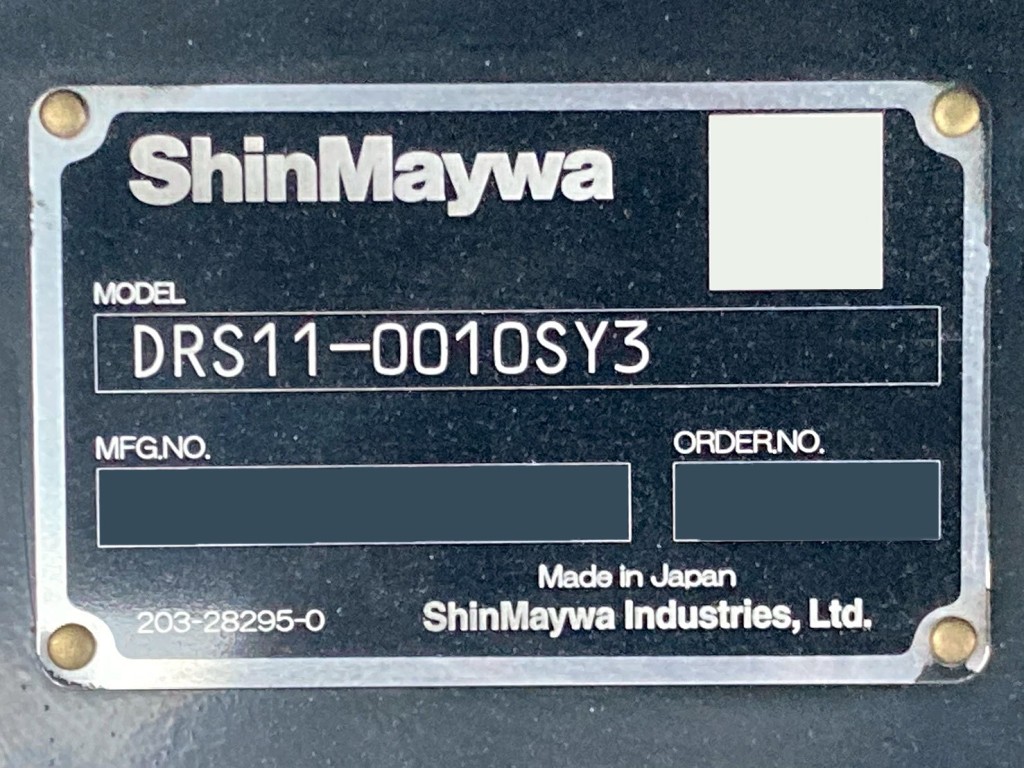 ShinMaywa
MODEL
DRS11-0010SY3
MFG.NO.
ORDER.NO.
Made in Japan
203-28295-0
ShinMaywa Industries, Ltd.